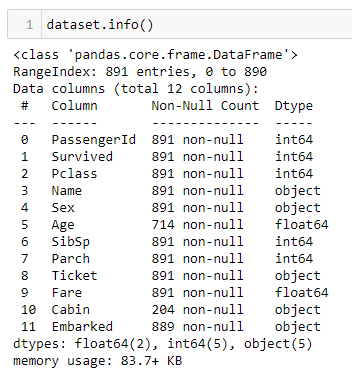 1 dataset.info()
<class 'pandas.core.frame.DataFrame'>
RangeIndex: 891 entries, 0 to 890
Data columns (total 12 columns):
 #   Column       Non-Null Count  Dtype
---  ------       --------------  -----
 0   PassengerId  891 non-null    int64
 1   Survived     891 non-null    int64
 2   Pclass       891 non-null    int64
 3   Name         891 non-null    object
 4   Sex          891 non-null    object
 5   Age          714 non-null    float64
 6   SibSp        891 non-null    int64
 7   Parch        891 non-null    int64
 8   Ticket       891 non-null    object
 9   Fare         891 non-null    float64
 10  Cabin        204 non-null    object
 11  Embarked     889 non-null    object
dtypes: float64(2), int64(5), object(5)
memory usage: 83.7+ KB